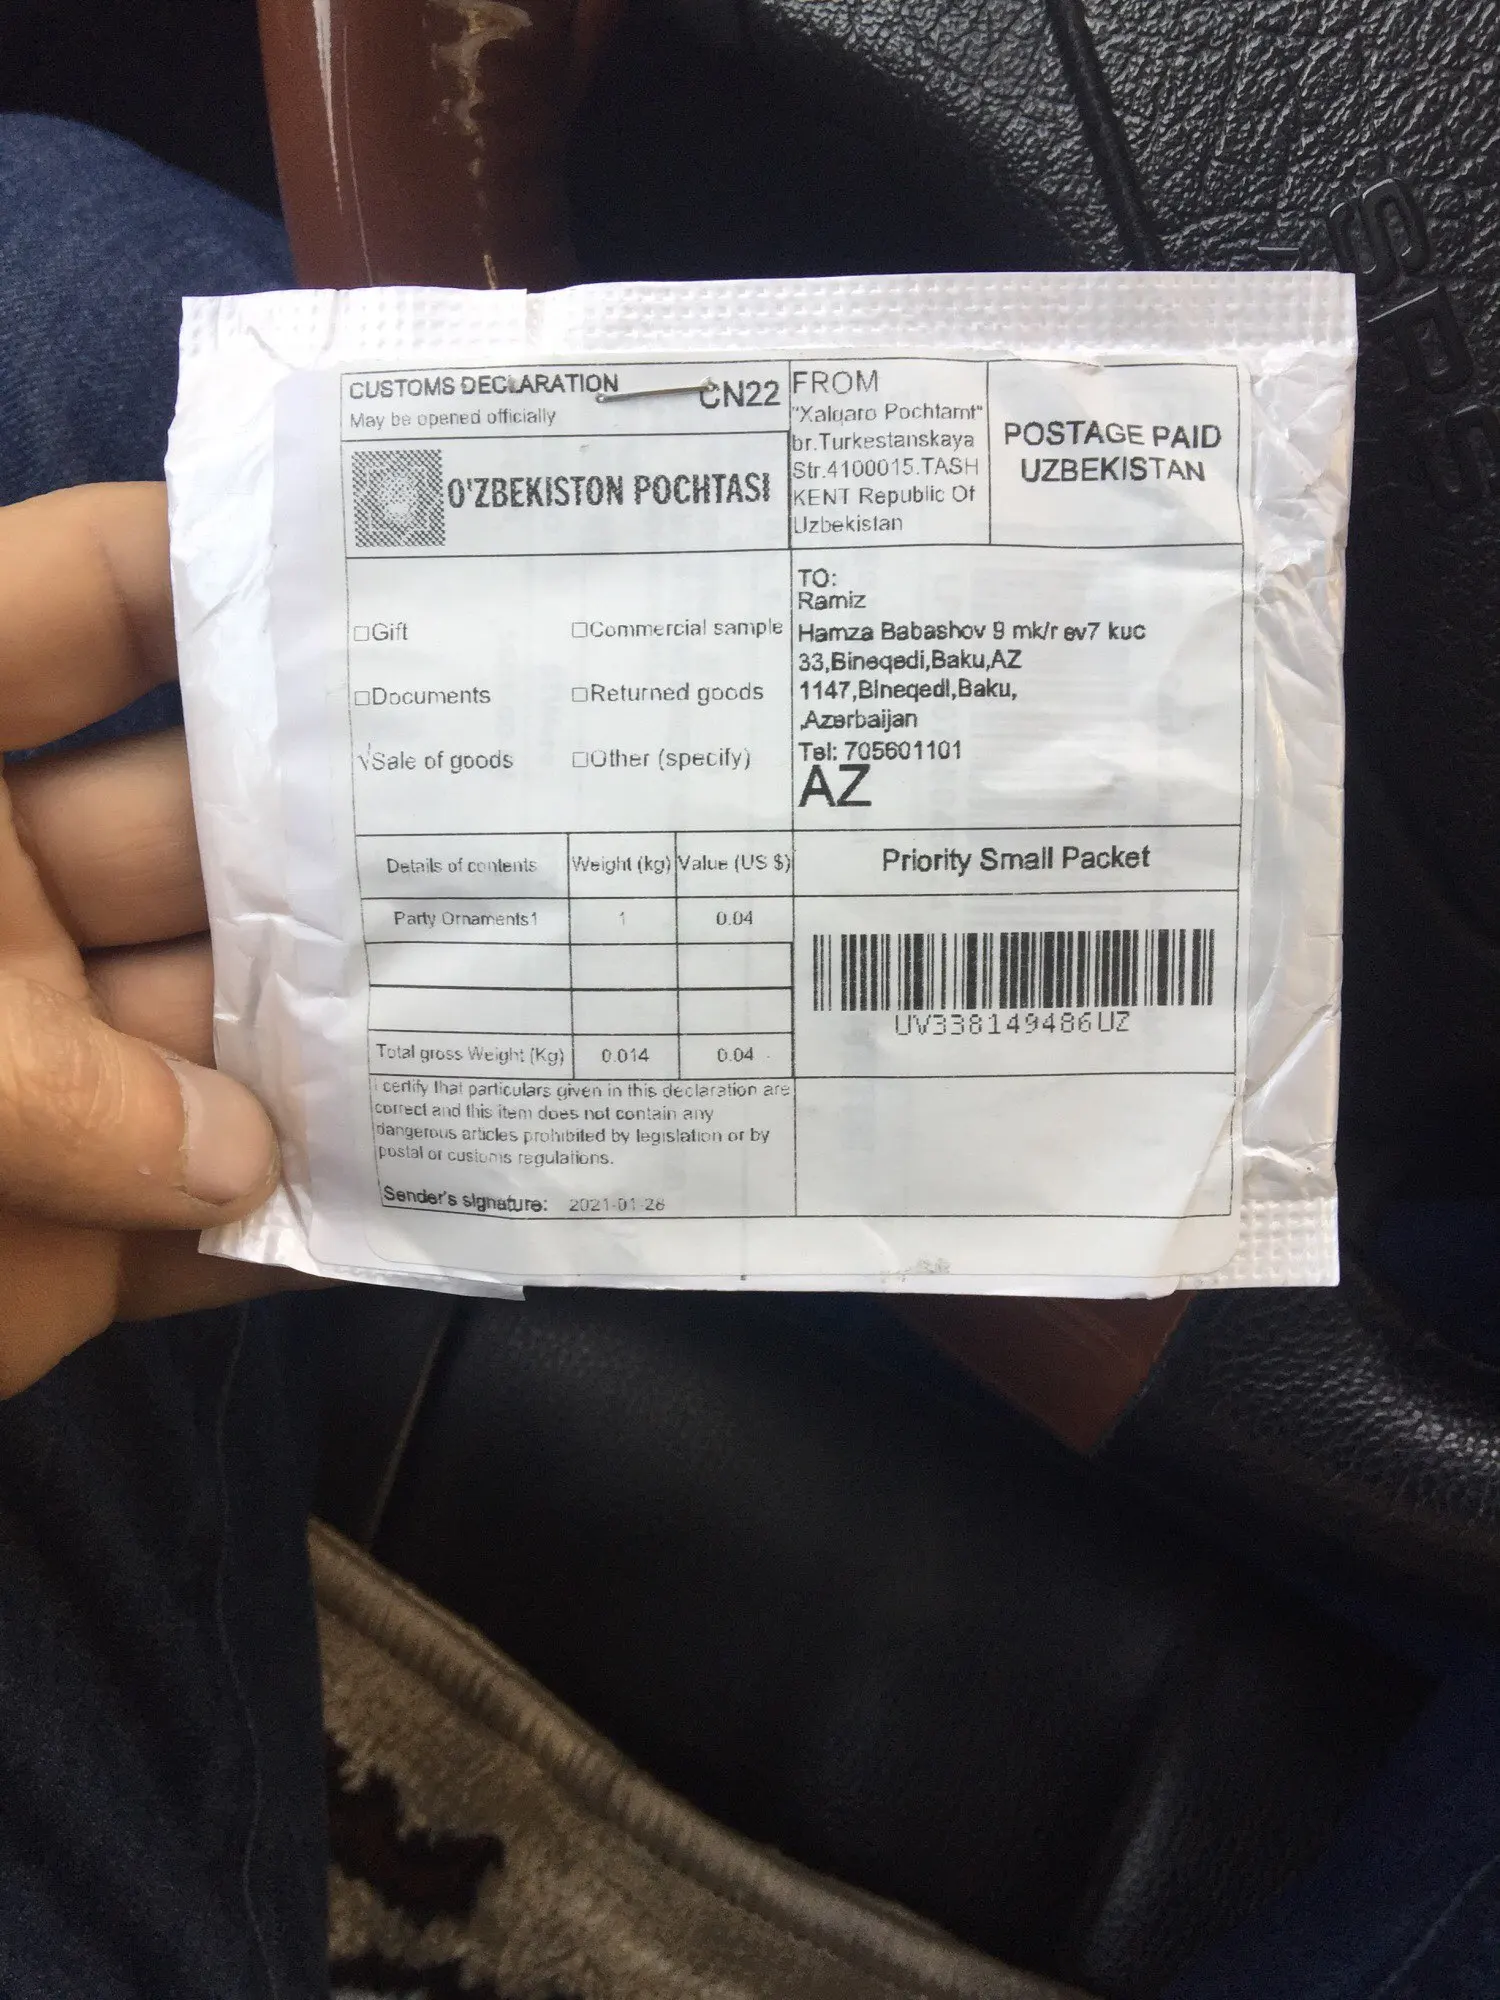 CUSTOMS DECLARATION
CN22
May be opened officially
O'ZBEKISTON POCHTASI
FROM
"Xalqaro Pochtamt"
br.Turkestanskaya
Str.4100015.TASH
KENT Republic Of
Uzbekistan
POSTAGE PAID
UZBEKISTAN
□Gift
□Commercial sample
□Documents
□Returned goods
√Sale of goods
□Other (specify)
TO:
Ramiz
Hamza Babashov 9 mk/r ev7 kuc
33,Bineqedi,Baku,AZ
1147,Bineqedi,Baku,
,Azerbaijan
Tel: 705601101
AZ
Details of contents Weight (kg) Value (US $)
Party Ornaments1 1 0.04
Total gross Weight (Kg) 0.014 0.04
Priority Small Packet
UV338149486UZ
I certify that particulars given in this declaration are
correct and this item does not contain any
dangerous articles prohibited by legislation or by
postal or customs regulations.
Sender's signature: 2021-01-28
SRS